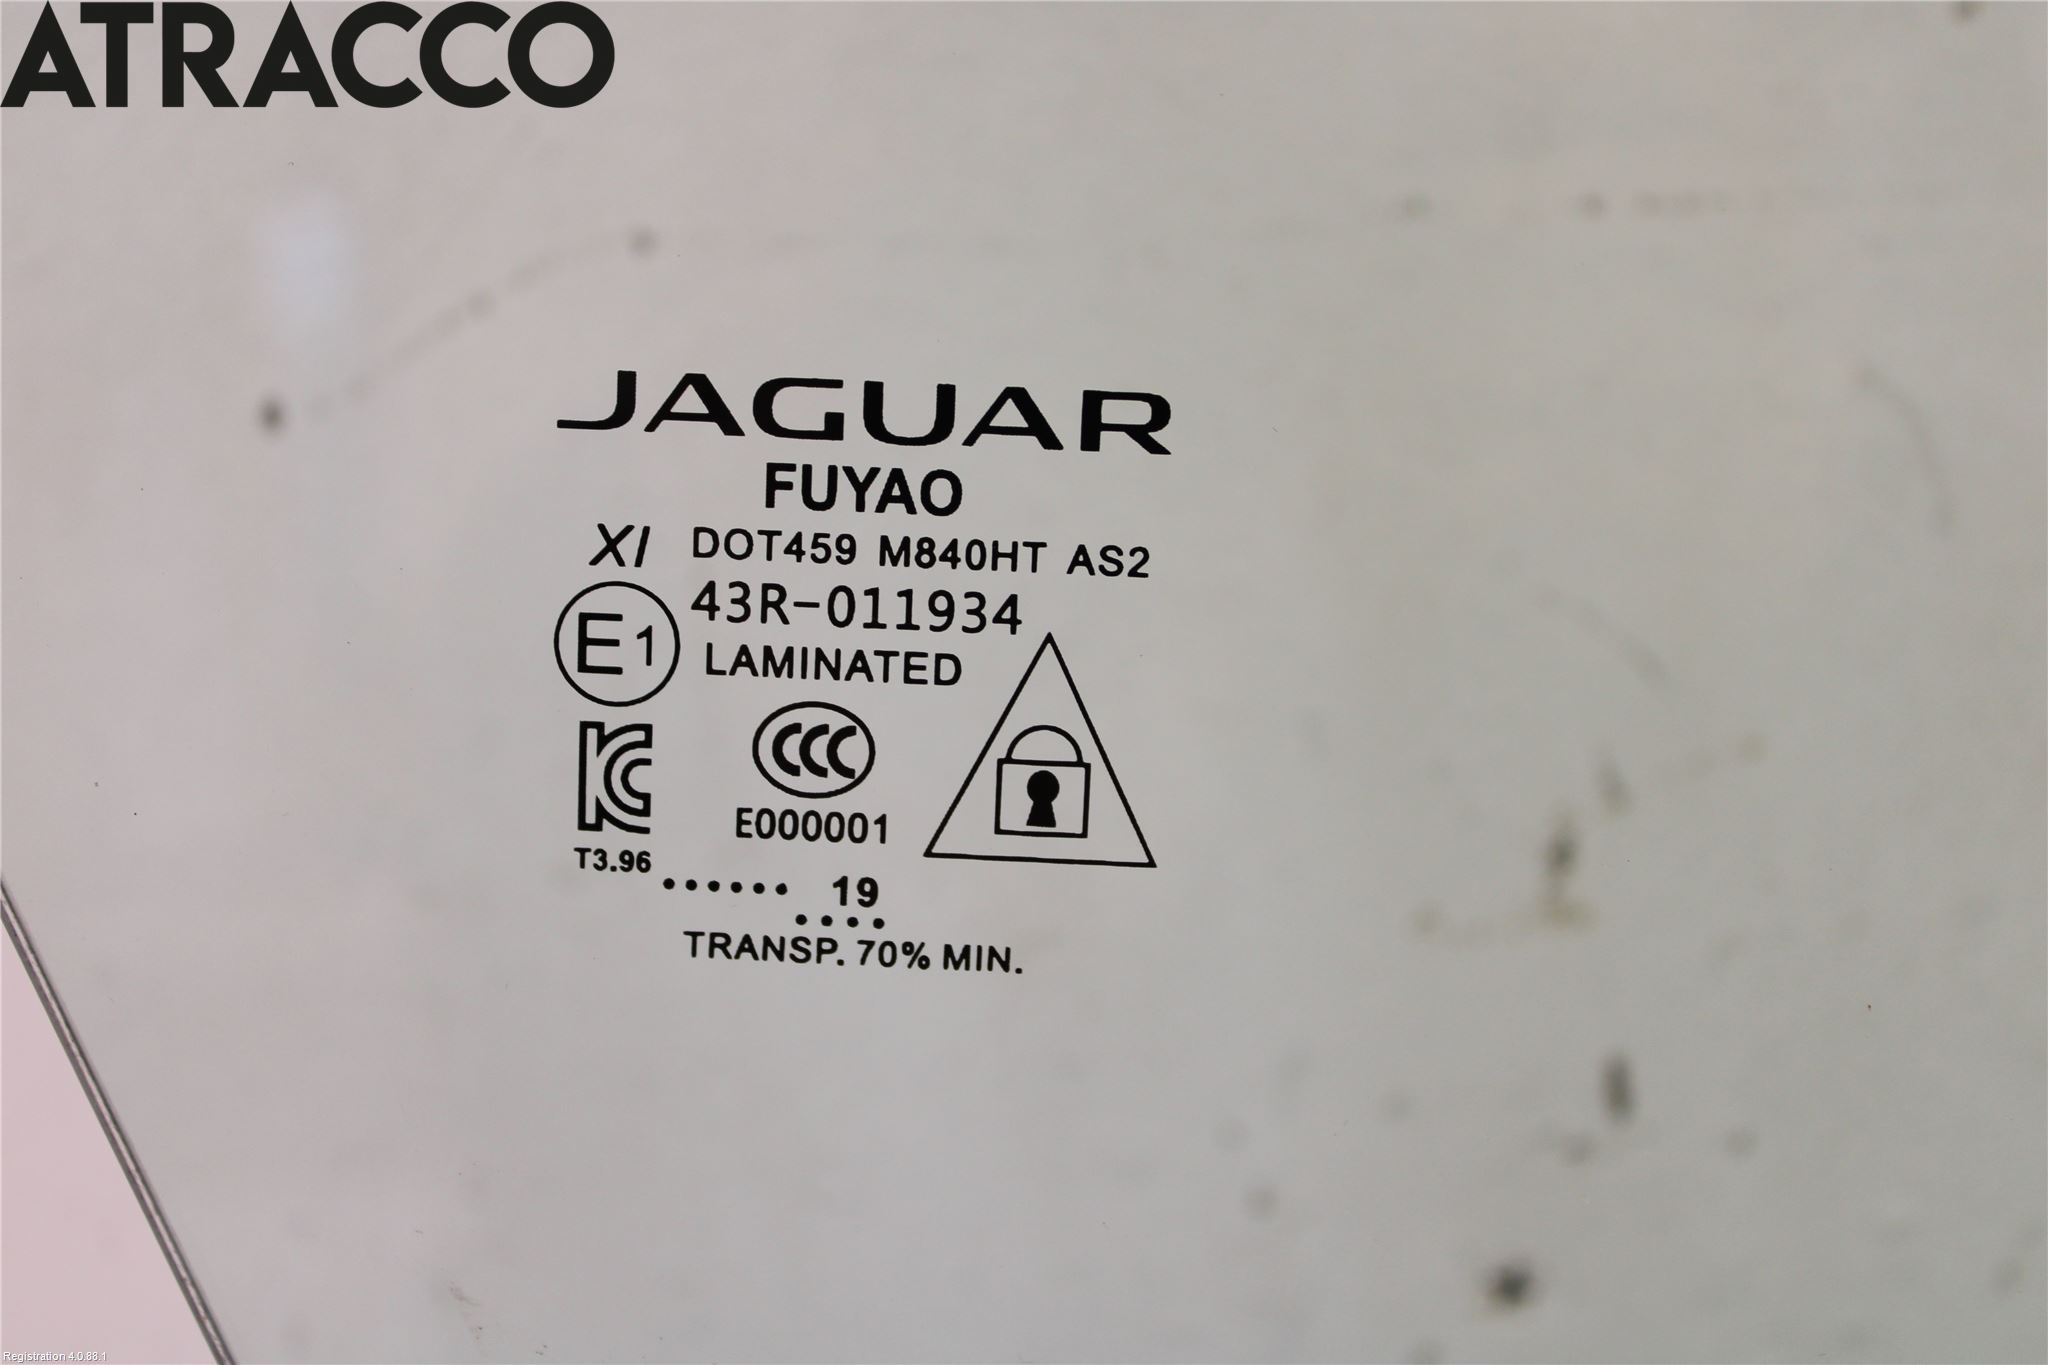 ATRACCO
JAGUAR
FUYAO
XI DOT459 M840HT AS2
E1 43R-011934
LAMINATED
CCC
E000001
T3.96
...... 19
....
TRANSP. 70% MIN.
Registration 4.0.88.1